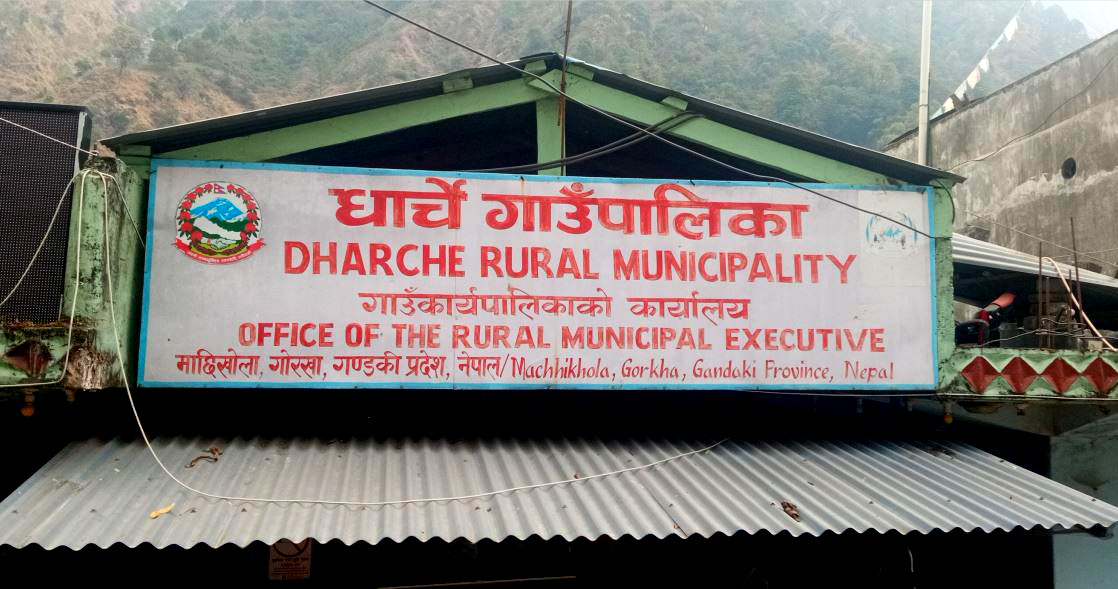 धार्चे गाउँपालिका
DHARCHE RURAL MUNICIPALITY
गाउँकार्यपालिकाको कार्यालय
OFFICE OF THE RURAL MUNICIPAL EXECUTIVE
माछिखोला, गोरखा, गण्डकी प्रदेश, नेपाल/Machhikhola, Gorkha, Gandaki Province, Nepal